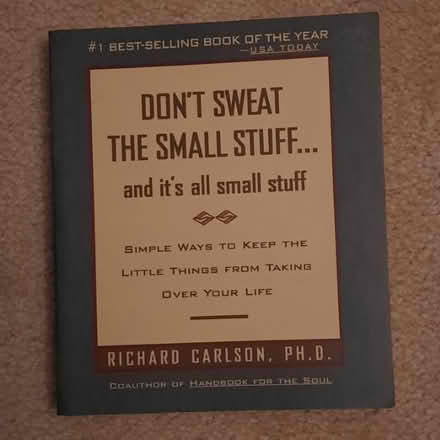 #1 BEST-SELLING BOOK OF THE YEAR
—USA TODAY
DON'T SWEAT
THE SMALL STUFF...
and it's all small stuff
SIMPLE WAYS TO KEEP THE
LITTLE THINGS FROM TAKING
OVER YOUR LIFE
RICHARD CARLSON, PH.D.
COAUTHOR OF HANDBOOK FOR THE SOUL